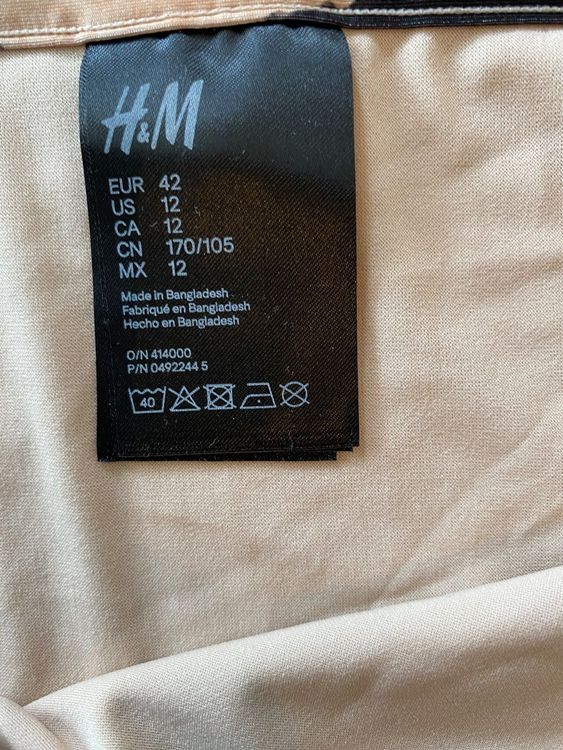 H&M
EUR 42
US 12
CA 12
CN 170/105
MX 12
Made in Bangladesh
Fabriqué en Bangladesh
Hecho en Bangladesh
O/N 414000
P/N 0492244 5
40